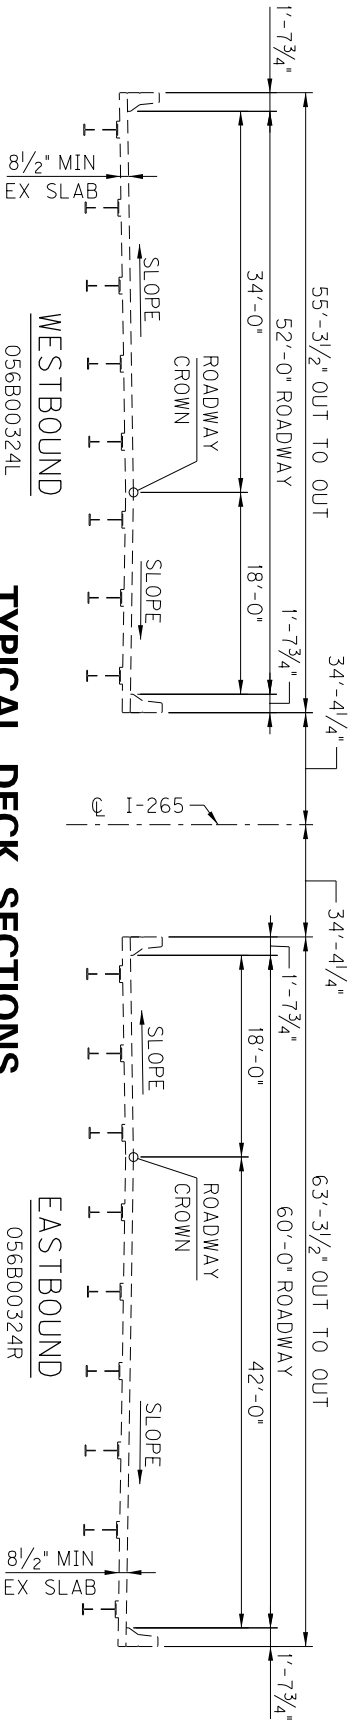 55'-3½" OUT TO OUT
34'-4¼"
34'-4¼"
63'-3½" OUT TO OUT
1'-7¾"
52'-0" ROADWAY
1'-7¾"
1'-7¾"
60'-0" ROADWAY
1'-7¾"
34'-0"
18'-0"
18'-0"
42'-0"
ROADWAY
CROWN
ROADWAY
CROWN
SLOPE
SLOPE
℄ I-265
SLOPE
SLOPE
8½" MIN
EX SLAB
8½" MIN
EX SLAB
WESTBOUND
056B00324L
EASTBOUND
056B00324R
TYPICAL DECK SECTIONS